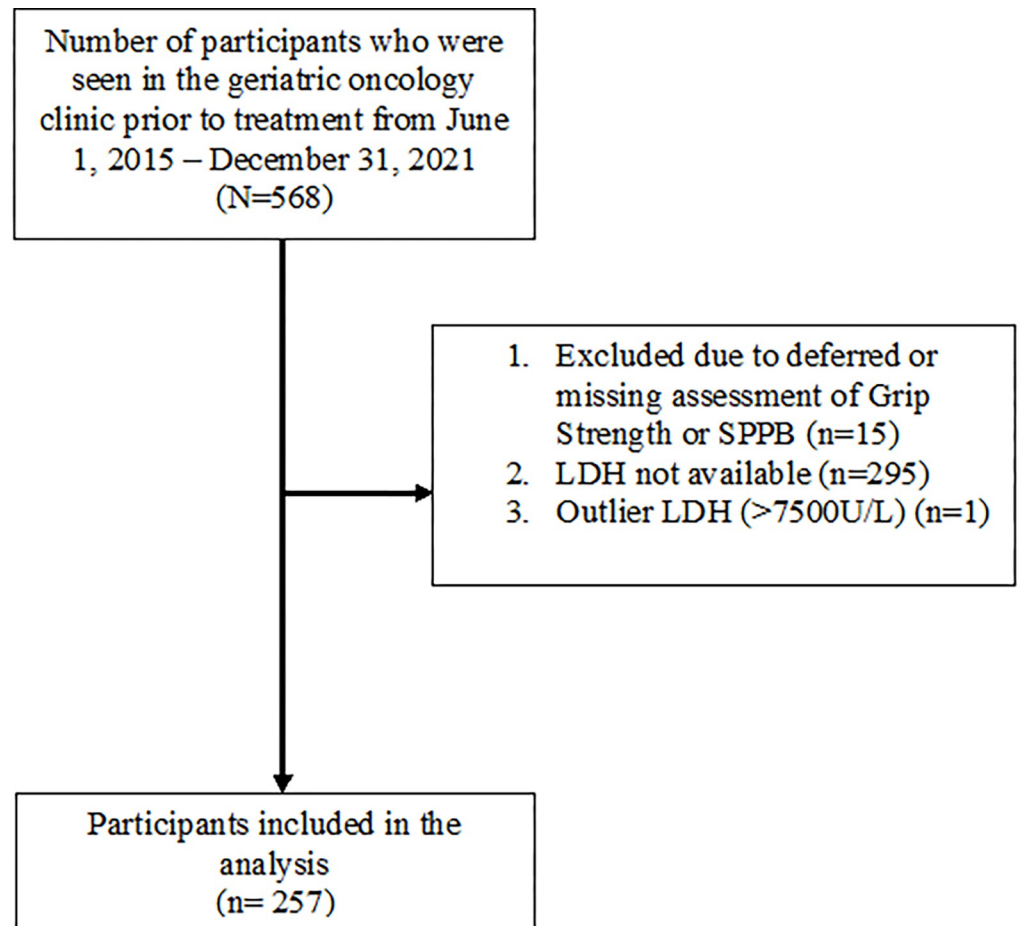 Number of participants who were
seen in the geriatric oncology
clinic prior to treatment from June
1, 2015 – December 31, 2021
(N=568)
1. Excluded due to deferred or
missing assessment of Grip
Strength or SPPB (n=15)
2. LDH not available (n=295)
3. Outlier LDH (>7500U/L) (n=1)
Participants included in the
analysis
(n= 257)